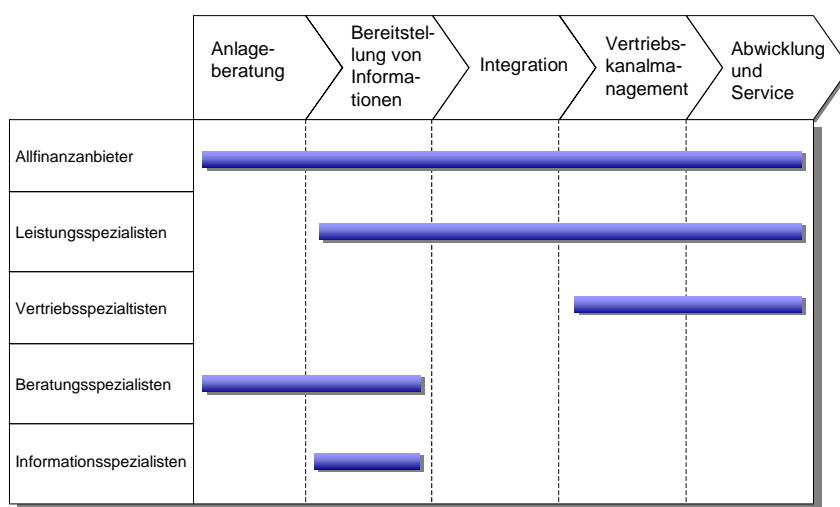 Anlage-
beratung
Bereitstel-
lung von
Informa-
tionen
Integration
Vertriebs-
kanalma-
nagement
Abwicklung
und
Service
Allfinanzanbieter
Leistungsspezialisten
Vertriebsspezialtisten
Beratungsspezialisten
Informationsspezialisten